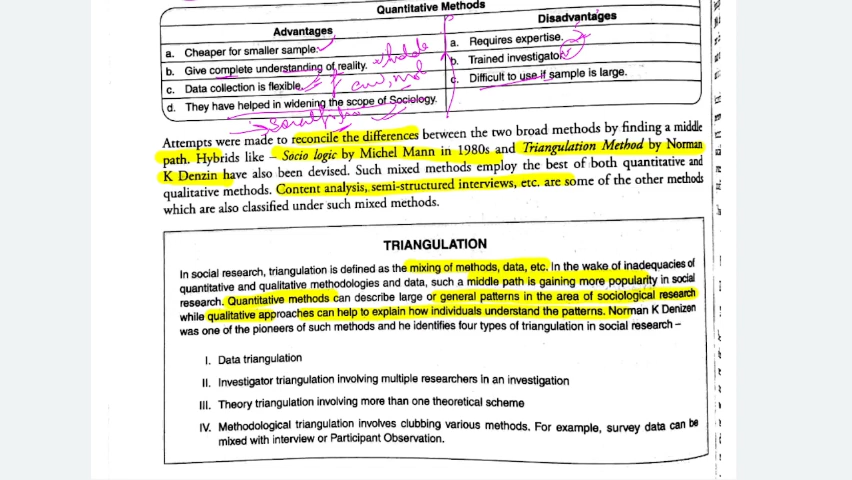 Quantitative Methods
Advantages
a. Cheaper for smaller sample.
b. Give complete understanding of reality.
c. Data collection is flexible.
d. They have helped in widening the scope of Sociology.
Disadvantages
a. Requires expertise.
b. Trained investigator
c. Difficult to use if sample is large.
Attempts were made to reconcile the differences between the two broad methods by finding a middle
path. Hybrids like – Socio logic by Michel Mann in 1980s and Triangulation Method by Norman
K Denzin have also been devised. Such mixed methods employ the best of both quantitative and
qualitative methods. Content analysis, semi-structured interviews, etc. are some of the other methods
which are also classified under such mixed methods.
TRIANGULATION
In social research, triangulation is defined as the mixing of methods, data, etc. In the wake of inadequacies of
quantitative and qualitative methodologies and data, such a middle path is gaining more popularity in social
research. Quantitative methods can describe large or general patterns in the area of sociological research
while qualitative approaches can help to explain how individuals understand the patterns. Norman K Denizen
was one of the pioneers of such methods and he identifies four types of triangulation in social research –
I. Data triangulation
II. Investigator triangulation involving multiple researchers in an investigation
III. Theory triangulation involving more than one theoretical scheme
IV. Methodological triangulation involves clubbing various methods. For example, survey data can be
mixed with interview or Participant Observation.